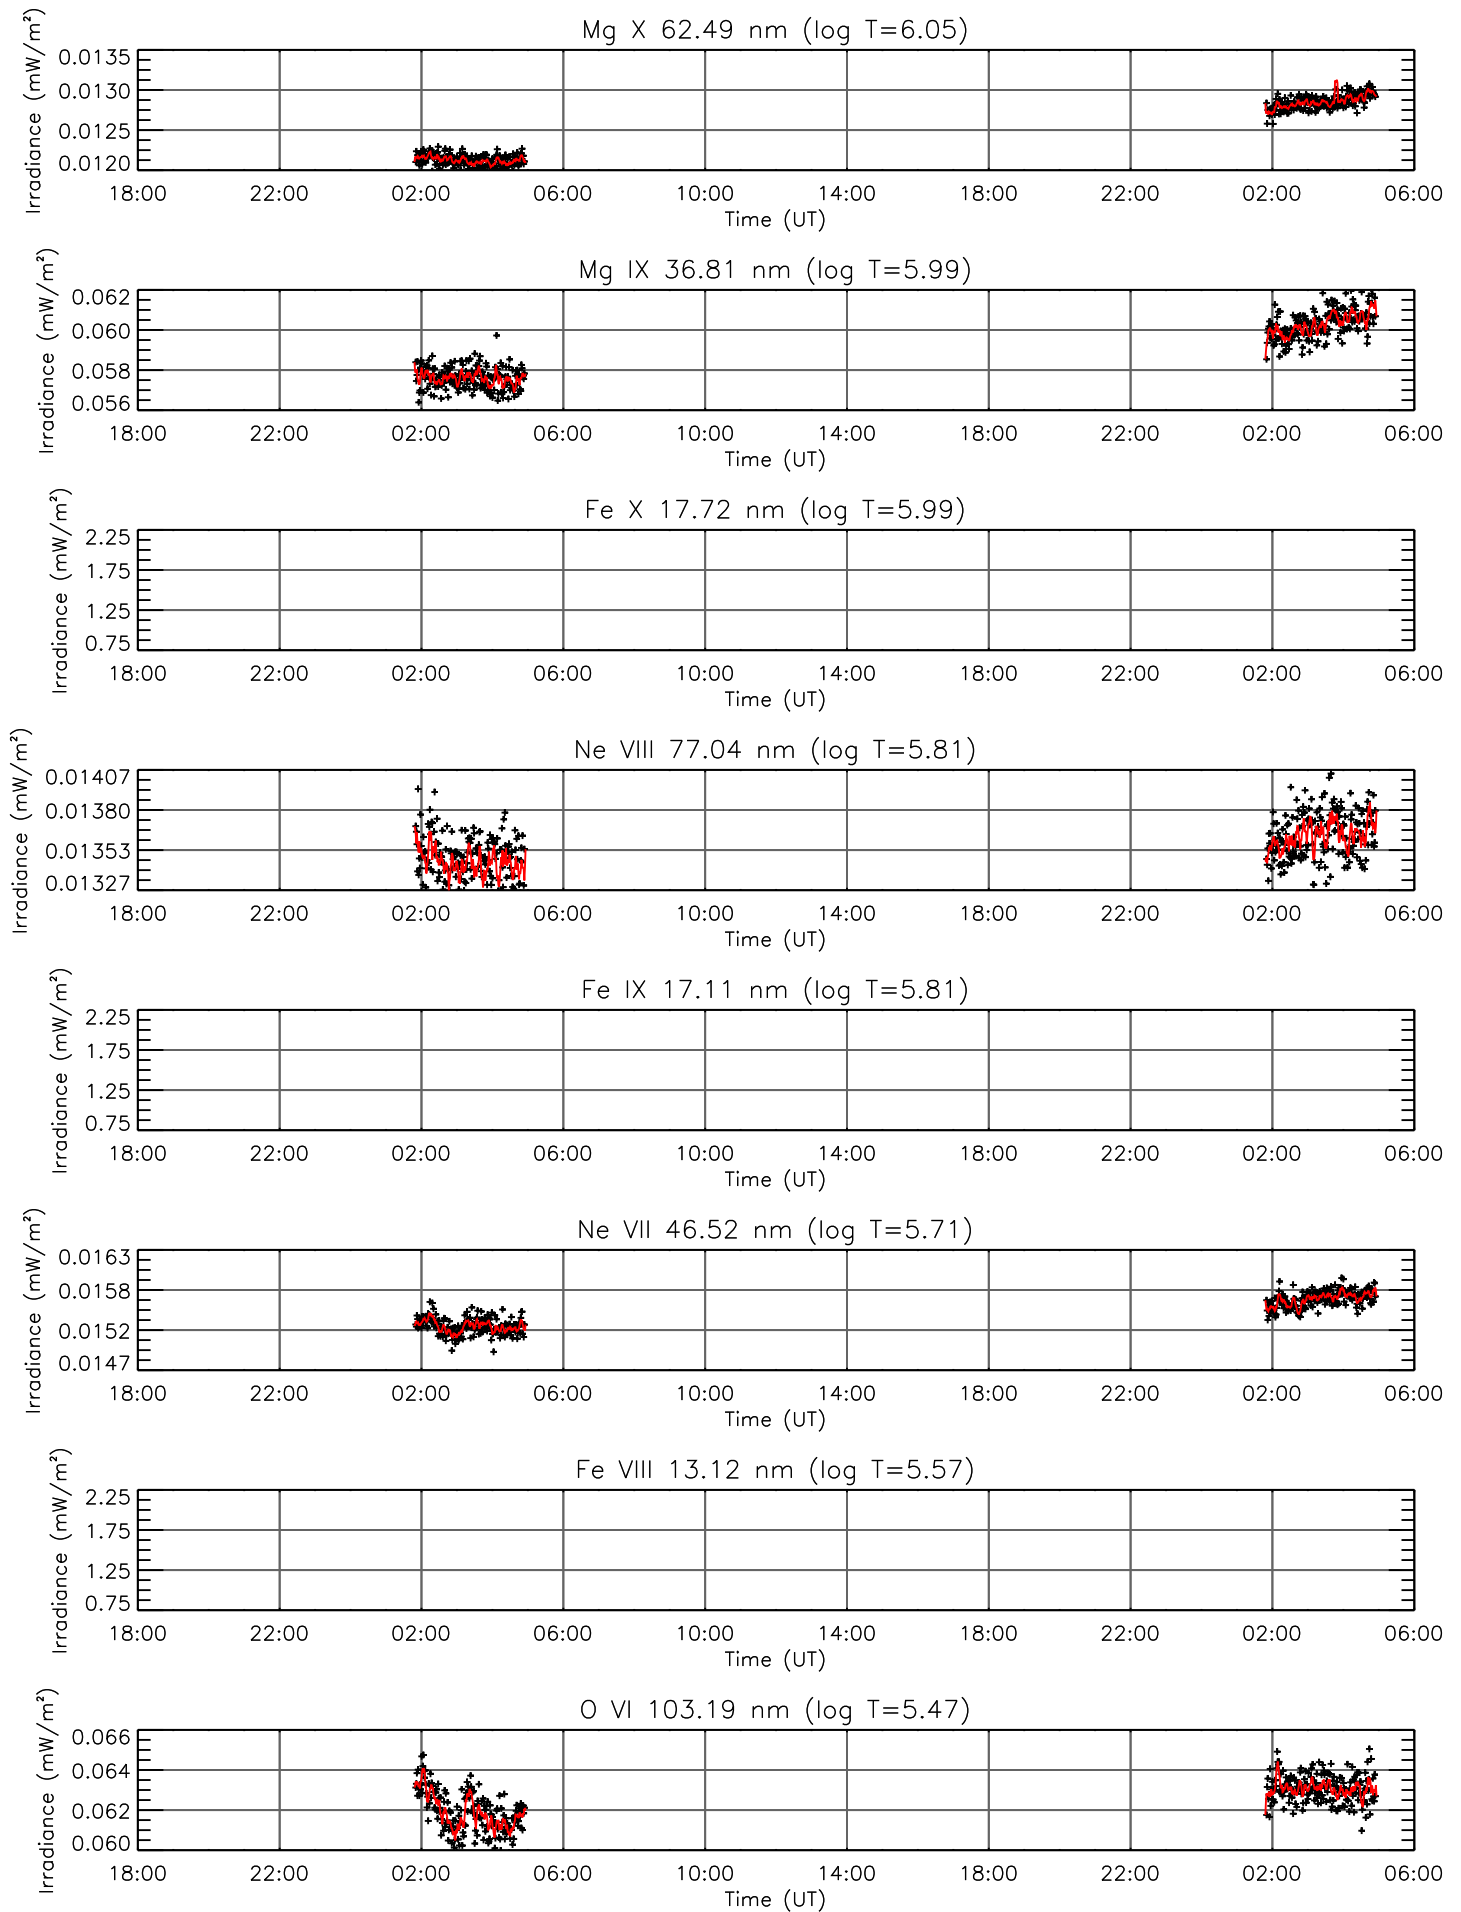 Mg X 62.49 nm (log T=6.05)
Irradiance (mW/m²)
0.0135
0.0130
0.0125
0.0120
18:00 22:00 02:00 06:00 10:00 14:00 18:00 22:00 02:00 06:00
Time (UT)
Mg IX 36.81 nm (log T=5.99)
Irradiance (mW/m²)
0.062
0.060
0.058
0.056
18:00 22:00 02:00 06:00 10:00 14:00 18:00 22:00 02:00 06:00
Time (UT)
Fe X 17.72 nm (log T=5.99)
Irradiance (mW/m²)
2.25
1.75
1.25
0.75
18:00 22:00 02:00 06:00 10:00 14:00 18:00 22:00 02:00 06:00
Time (UT)
Ne VIII 77.04 nm (log T=5.81)
Irradiance (mW/m²)
0.01407
0.01380
0.01353
0.01327
18:00 22:00 02:00 06:00 10:00 14:00 18:00 22:00 02:00 06:00
Time (UT)
Fe IX 17.11 nm (log T=5.81)
Irradiance (mW/m²)
2.25
1.75
1.25
0.75
18:00 22:00 02:00 06:00 10:00 14:00 18:00 22:00 02:00 06:00
Time (UT)
Ne VII 46.52 nm (log T=5.71)
Irradiance (mW/m²)
0.0163
0.0158
0.0152
0.0147
18:00 22:00 02:00 06:00 10:00 14:00 18:00 22:00 02:00 06:00
Time (UT)
Fe VIII 13.12 nm (log T=5.57)
Irradiance (mW/m²)
2.25
1.75
1.25
0.75
18:00 22:00 02:00 06:00 10:00 14:00 18:00 22:00 02:00 06:00
Time (UT)
O VI 103.19 nm (log T=5.47)
Irradiance (mW/m²)
0.066
0.064
0.062
0.060
18:00 22:00 02:00 06:00 10:00 14:00 18:00 22:00 02:00 06:00
Time (UT)